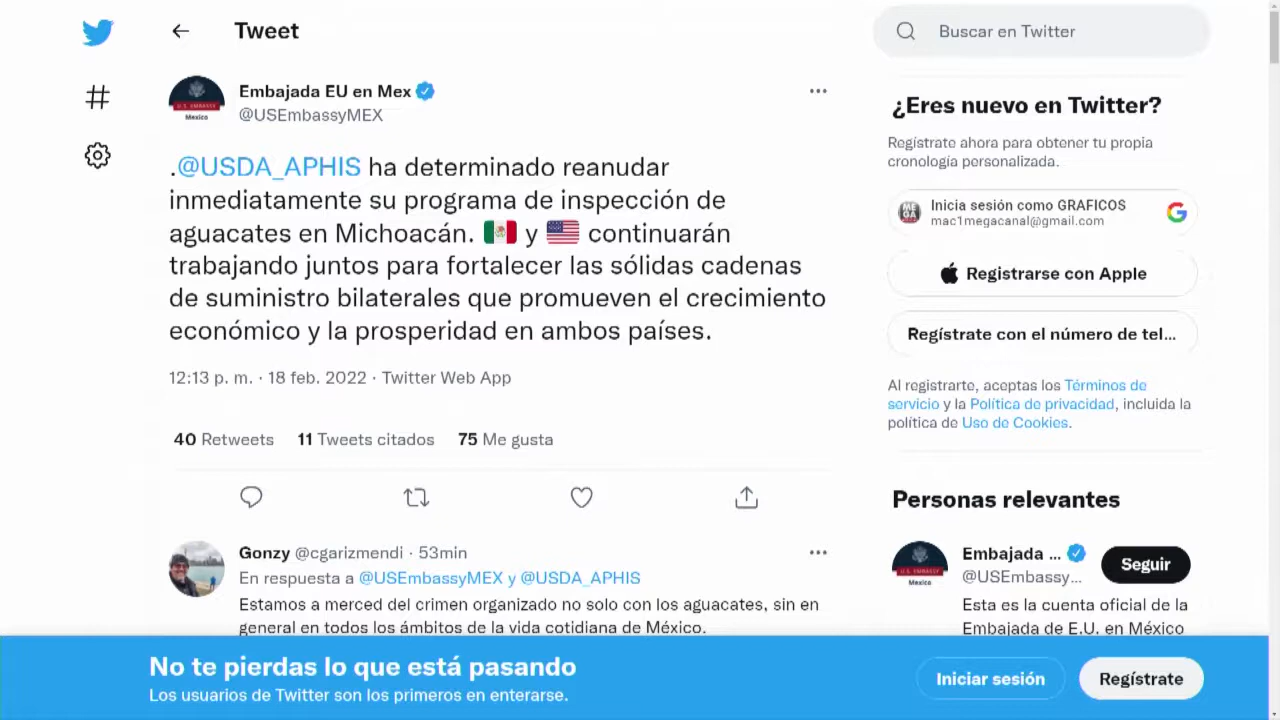 Tweet
Buscar en Twitter
U.S. EMBASSY
Mexico
Embajada EU en Mex
@USEmbassyMEX
.@USDA_APHIS ha determinado reanudar
inmediatamente su programa de inspección de
aguacates en Michoacán. 🇲🇽 y 🇺🇸 continuarán
trabajando juntos para fortalecer las sólidas cadenas
de suministro bilaterales que promueven el crecimiento
económico y la prosperidad en ambos países.
12:13 p. m. · 18 feb. 2022 · Twitter Web App
40 Retweets 11 Tweets citados 75 Me gusta
Gonzy @cgarizmendi · 53min
En respuesta a @USEmbassyMEX y @USDA_APHIS
Estamos a merced del crimen organizado no solo con los aguacates, sin en
general en todos los ámbitos de la vida cotidiana de México.
¿Eres nuevo en Twitter?
Regístrate ahora para obtener tu propia
cronología personalizada.
MEGA
Inicia sesión como GRAFICOS
mac1megacanal@gmail.com
Registrarse con Apple
Regístrate con el número de tel...
Al registrarte, aceptas los Términos de
servicio y la Política de privacidad, incluida la
política de Uso de Cookies.
Personas relevantes
U.S. EMBASSY
Mexico
Embajada ...
@USEmbassy...
Seguir
Esta es la cuenta oficial de la
Embajada de E.U. en México
No te pierdas lo que está pasando
Los usuarios de Twitter son los primeros en enterarse.
Iniciar sesión
Regístrate